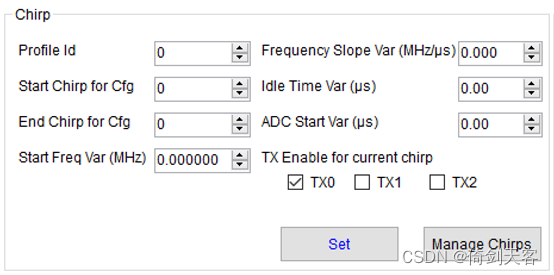 Chirp
Profile Id 0 Frequency Slope Var (MHz/µs) 0.000
Start Chirp for Cfg 0 Idle Time Var (µs) 0.00
End Chirp for Cfg 0 ADC Start Var (µs) 0.00
Start Freq Var (MHz) 0.000000 TX Enable for current chirp
TX0 TX1 TX2
Set Manage Chirps
CSDN @倚剑天客